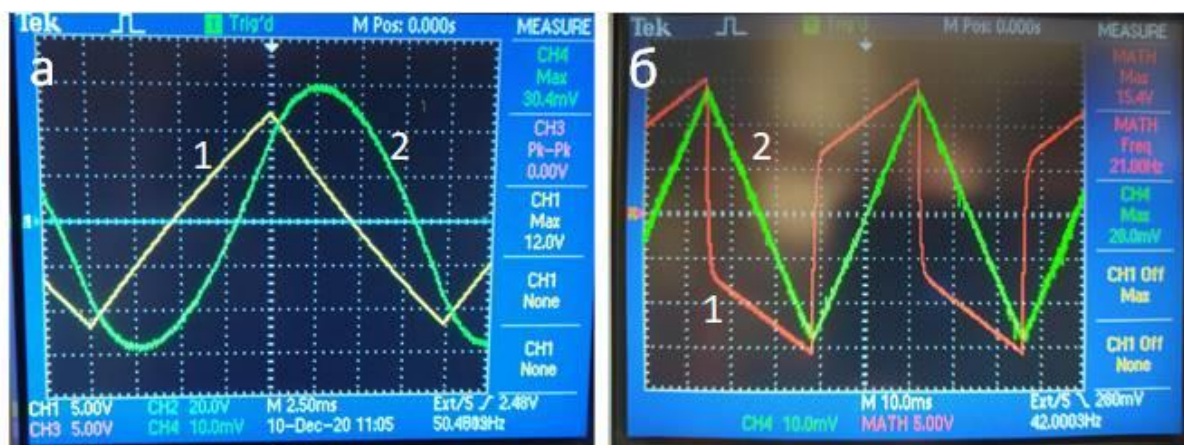 а
Tek
Trig'd
M Pos: 0.000s
MEASURE
CH4
Max
30.4mV
CH3
Pk-Pk
0.00V
CH1
Max
12.0V
CH1
None
CH1
None
1
2
CH1 5.00V
CH2 20.0V
M 2.50ms
Ext/5
2.48V
CH3 5.00V
CH4 10.0mV
10-Dec-20 11:05
б
Tek
Trig'd
M Pos: 0.000s
MEASURE
MATH
Max
15.4V
MATH
Freq
21.00Hz
CH4
Max
28.0mV
CH1 Off
Max
CH1 Off
None
2
1
M 10.0ms
Ext/5
280mV
CH4 10.0mV
MATH 5.00V
42.0003Hz